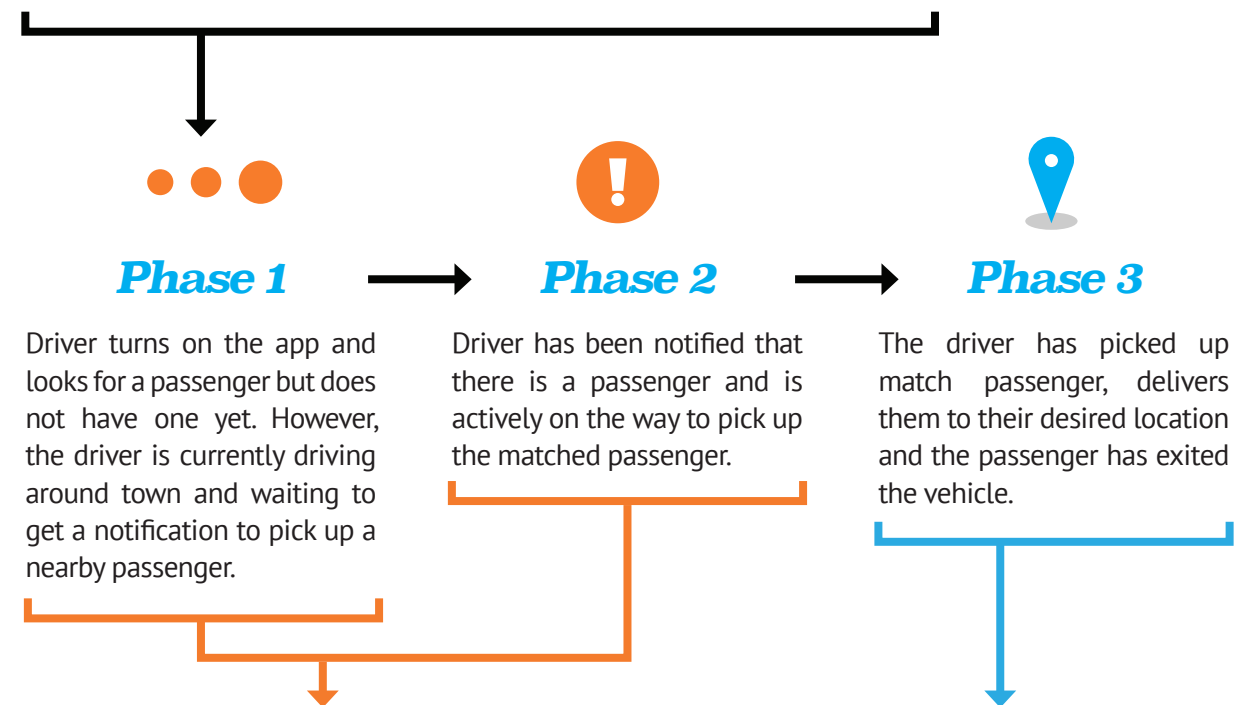 Phase 1
Driver turns on the app and
looks for a passenger but does
not have one yet. However,
the driver is currently driving
around town and waiting to
get a notification to pick up a
nearby passenger.
Phase 2
Driver has been notified that
there is a passenger and is
actively on the way to pick up
the matched passenger.
Phase 3
The driver has picked up
match passenger, delivers
them to their desired location
and the passenger has exited
the vehicle.